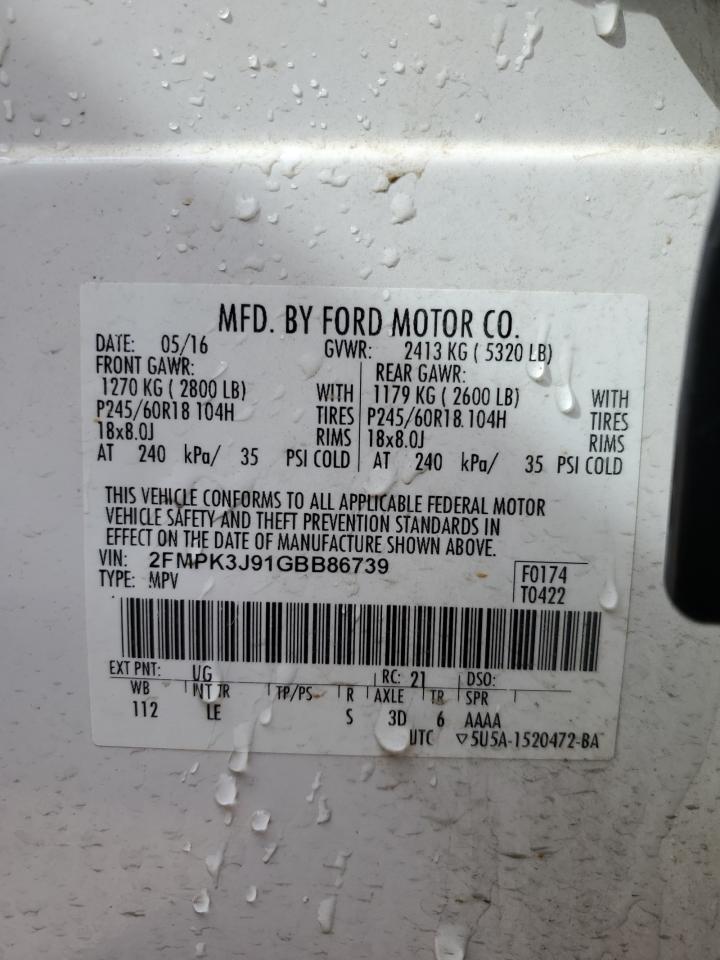 MFD. BY FORD MOTOR CO.
DATE: 05/16 GVWR: 2413 KG ( 5320 LB)
FRONT GAWR:
1270 KG ( 2800 LB) WITH
P245/60R18 104H TIRES
18x8.0J RIMS
AT 240 kPa/ 35 PSI COLD
REAR GAWR:
1179 KG ( 2600 LB) WITH
P245/60R18 104H TIRES
18x8.0J RIMS
AT 240 kPa/ 35 PSI COLD
THIS VEHICLE CONFORMS TO ALL APPLICABLE FEDERAL MOTOR
VEHICLE SAFETY AND THEFT PREVENTION STANDARDS IN
EFFECT ON THE DATE OF MANUFACTURE SHOWN ABOVE.
VIN: 2FMPK3J91GBB86739
TYPE: MPV
F0174
T0422
EXT PNT: UG RC: 21 DSO:
WB INT TR TP/PS R AXLE TR SPR
112 LE S 3D 6 AAAA
UTC ▽5U5A-1520472-BA